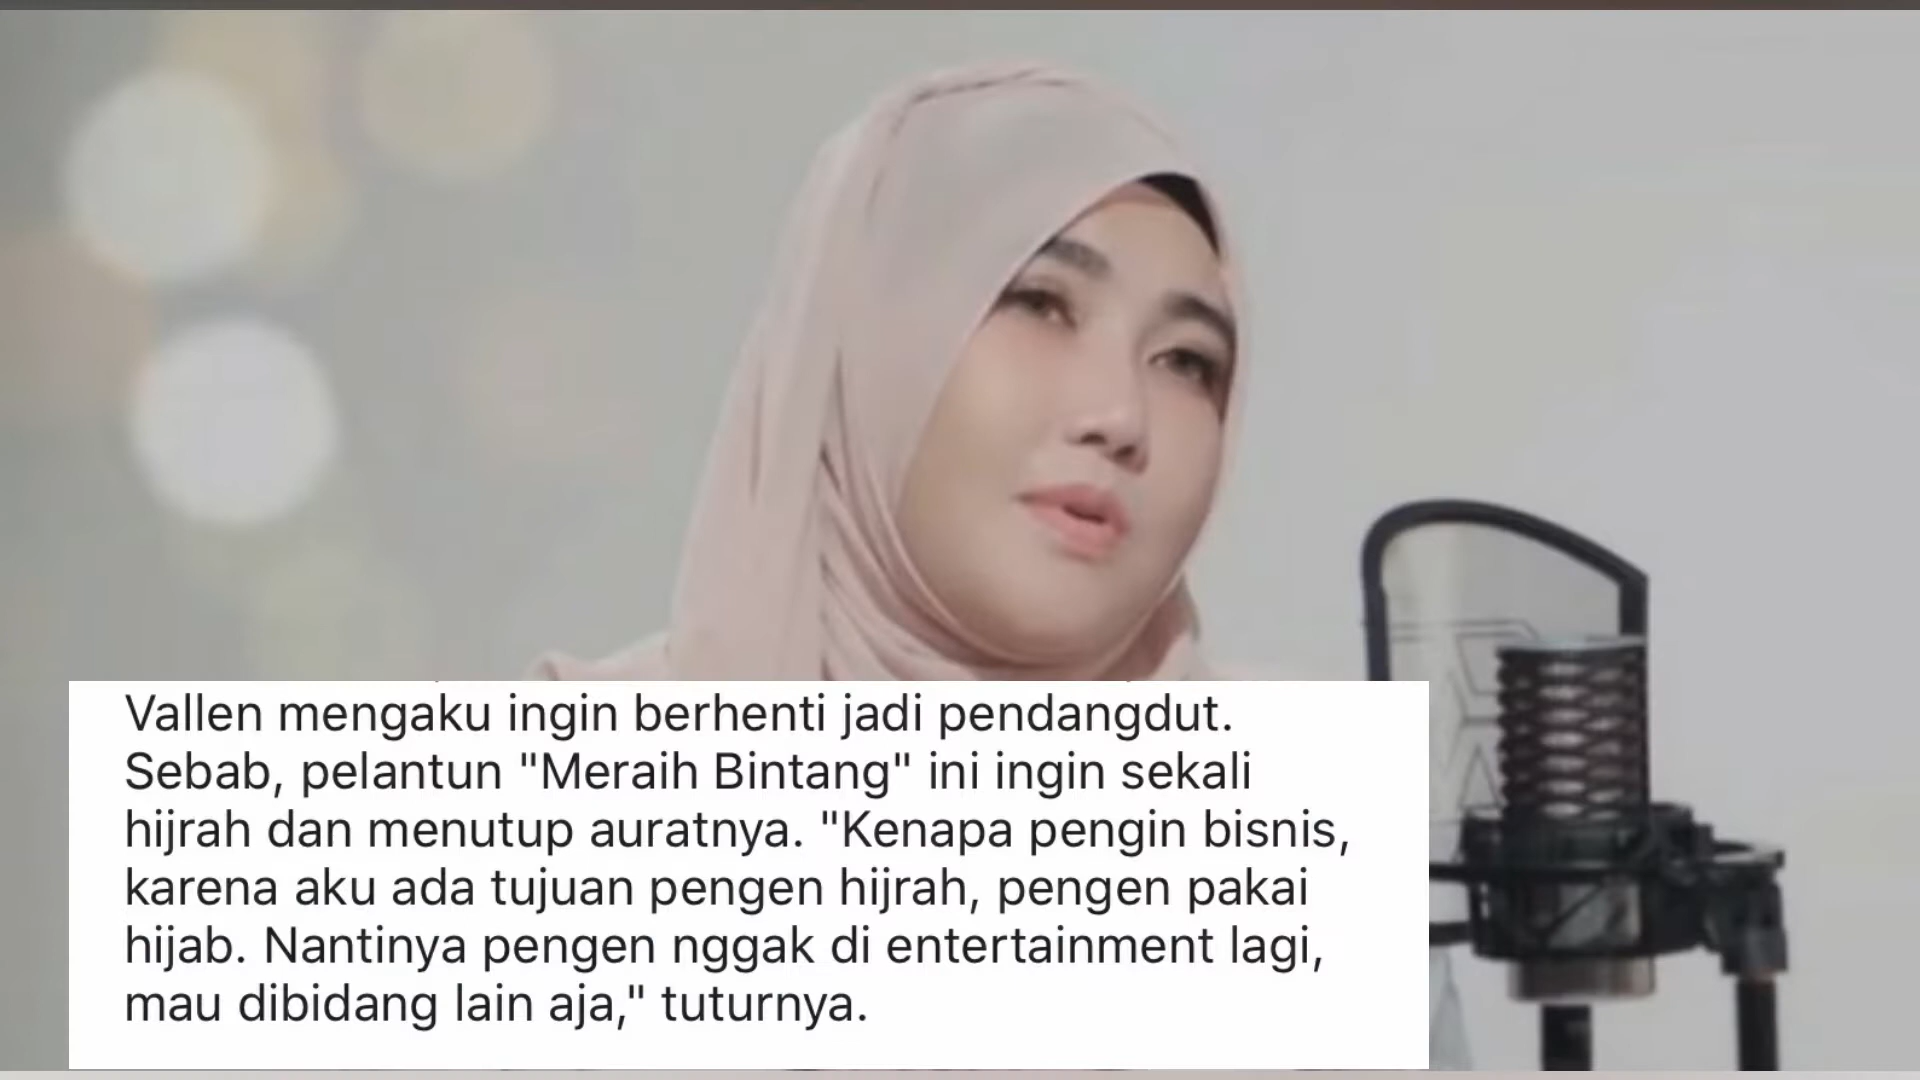 Vallen mengaku ingin berhenti jadi pendangdut.
Sebab, pelantun "Meraih Bintang" ini ingin sekali
hijrah dan menutup auratnya. "Kenapa pengin bisnis,
karena aku ada tujuan pengen hijrah, pengen pakai
hijab. Nantinya pengen nggak di entertainment lagi,
mau dibidang lain aja," tuturnya.